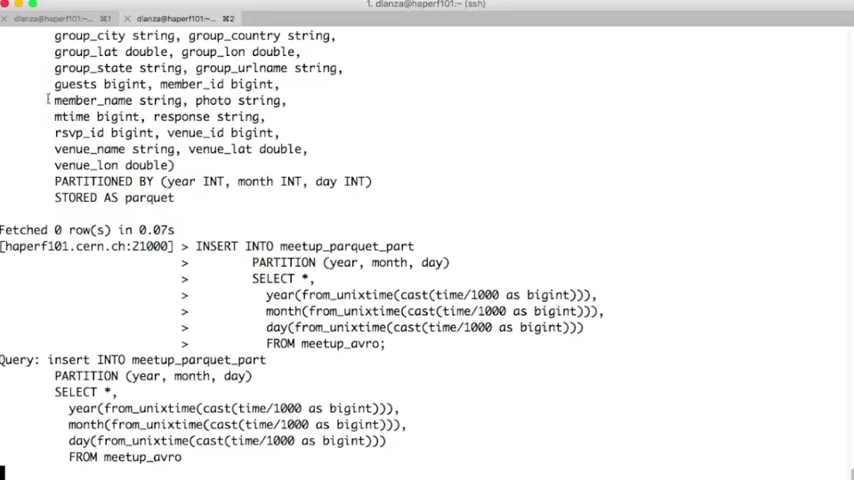 1. dlanza@haperf101:~ (ssh)
dlanza@haperf101:~... ⌘1
dlanza@haperf101:~... ⌘2
group_city string, group_country string,
group_lat double, group_lon double,
group_state string, group_urlname string,
guests bigint, member_id bigint,
member_name string, photo string,
mtime bigint, response string,
rsvp_id bigint, venue_id bigint,
venue_name string, venue_lat double,
venue_lon double)
PARTITIONED BY (year INT, month INT, day INT)
STORED AS parquet
Fetched 0 row(s) in 0.07s
[haperf101.cern.ch:21000] > INSERT INTO meetup_parquet_part
> PARTITION (year, month, day)
> SELECT *,
> year(from_unixtime(cast(time/1000 as bigint))),
> month(from_unixtime(cast(time/1000 as bigint))),
> day(from_unixtime(cast(time/1000 as bigint)))
> FROM meetup_avro;
Query: insert INTO meetup_parquet_part
PARTITION (year, month, day)
SELECT *,
year(from_unixtime(cast(time/1000 as bigint))),
month(from_unixtime(cast(time/1000 as bigint))),
day(from_unixtime(cast(time/1000 as bigint)))
FROM meetup_avro